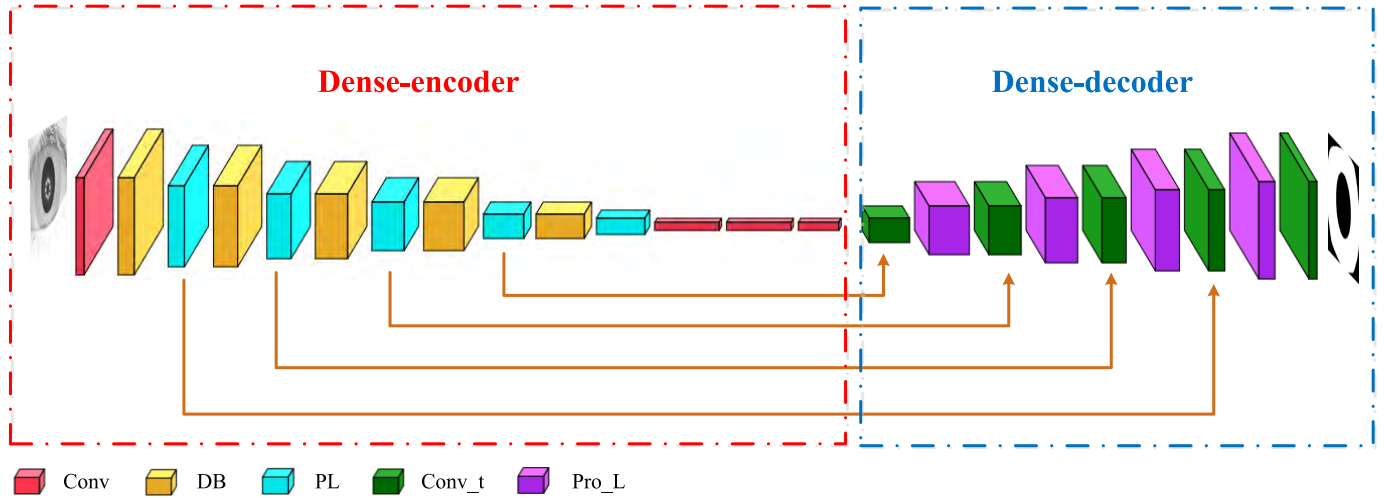 Dense-encoder
Dense-decoder
Conv DB PL Conv_t Pro_L